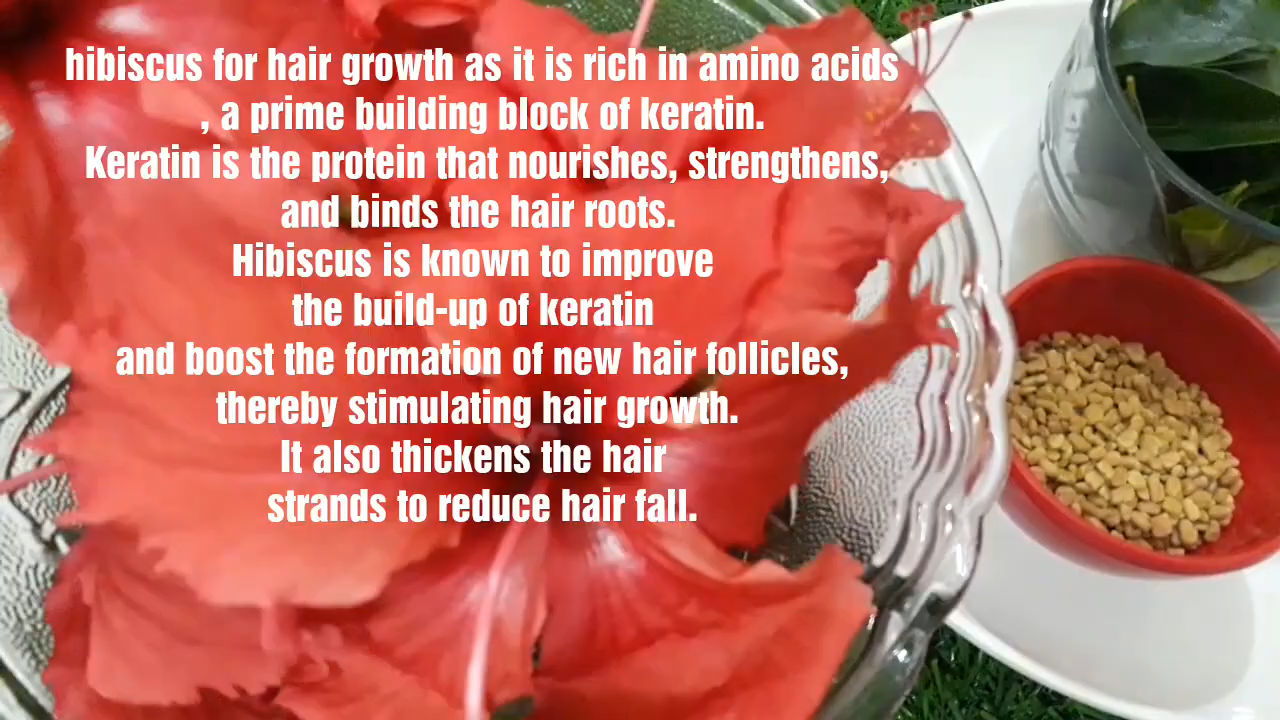 hibiscus for hair growth as it is rich in amino acids
, a prime building block of keratin.
Keratin is the protein that nourishes, strengthens,
and binds the hair roots.
Hibiscus is known to improve
the build-up of keratin
and boost the formation of new hair follicles,
thereby stimulating hair growth.
It also thickens the hair
strands to reduce hair fall.